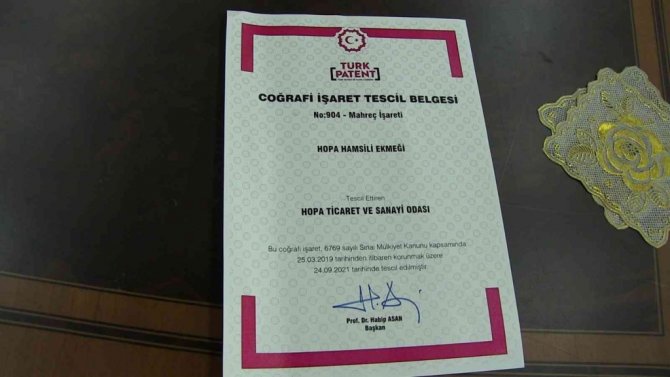 TÜRK
PATENT
COĞRAFİ İŞARET TESCİL BELGESİ
No:904 - Mahreç İşareti
HOPA HAMSİLİ EKMEĞİ
Tescil Ettiren
HOPA TİCARET VE SANAYİ ODASI
Bu coğrafi işaret, 6769 sayılı Sınai Mülkiyet Kanunu kapsamında
25.03.2019 tarihinden itibaren korunmak üzere
24.09.2021 tarihinde tescil edilmiştir.
Prof. Dr. Habip ASAN
Başkan